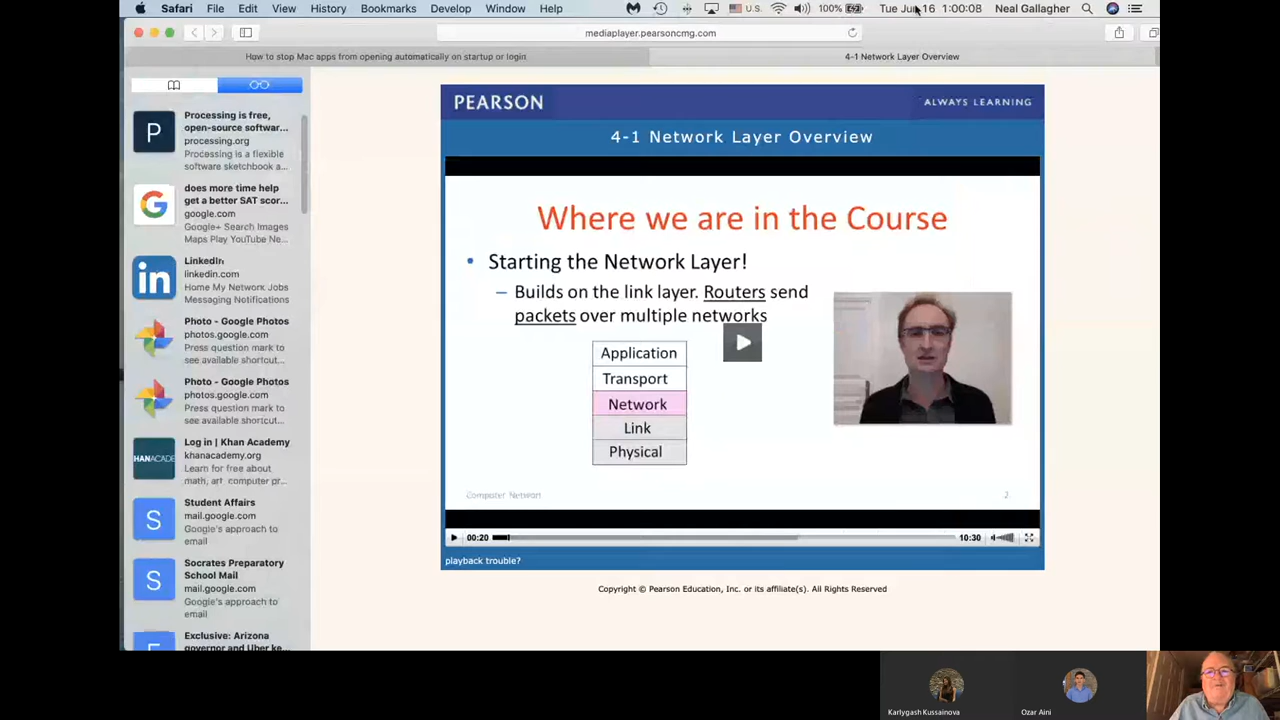 Safari File Edit View History Bookmarks Develop Window Help U.S. 100% Tue Jun 16 1:00:08 Neal Gallagher
mediaplayer.pearsoncmg.com
How to stop Mac apps from opening automatically on startup or login
4-1 Network Layer Overview
P
Processing is free,
open-source softwar...
processing.org
Processing is a flexible
software sketchbook a...
G
does more time help
get a better SAT scor...
google.com
Google+ Search Images
Maps Play YouTube Ne...
in
LinkedIn
linkedin.com
Home My Network Jobs
Messaging Notifications
Photo - Google Photos
photos.google.com
Press question mark to
see available shortcut...
Photo - Google Photos
photos.google.com
Press question mark to
see available shortcut...
HANACADE
Log in | Khan Academy
khanacademy.org
Learn for free about
math, art, computer pr...
S
Student Affairs
mail.google.com
Google's approach to
email
S
Socrates Preparatory
School Mail
mail.google.com
Google's approach to
email
Exclusive: Arizona
governor and Uber ke...
PEARSON
ALWAYS LEARNING
4-1 Network Layer Overview
Where we are in the Course
• Starting the Network Layer!
– Builds on the link layer. Routers send
packets over multiple networks
Application
Transport
Network
Link
Physical
Computer Networ
2
00:20
10:30
playback trouble?
Copyright © Pearson Education, Inc. or its affiliate(s). All Rights Reserved
Karlygash Kussainova
Ozar Aini